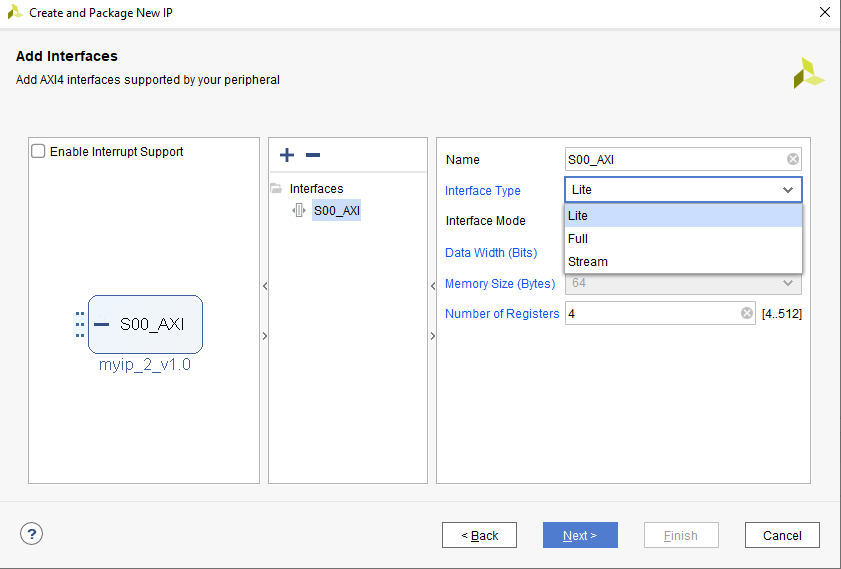 Create and Package New IP
Add Interfaces
Add AXI4 interfaces supported by your peripheral
Enable Interrupt Support
S00_AXI
myip_2_v1.0
Interfaces
S00_AXI
Name S00_AXI
Interface Type Lite
Lite
Interface Mode
Full
Data Width (Bits)
Stream
Memory Size (Bytes) 64
Number of Registers 4 [4..512]
? < Back Next > Finish Cancel